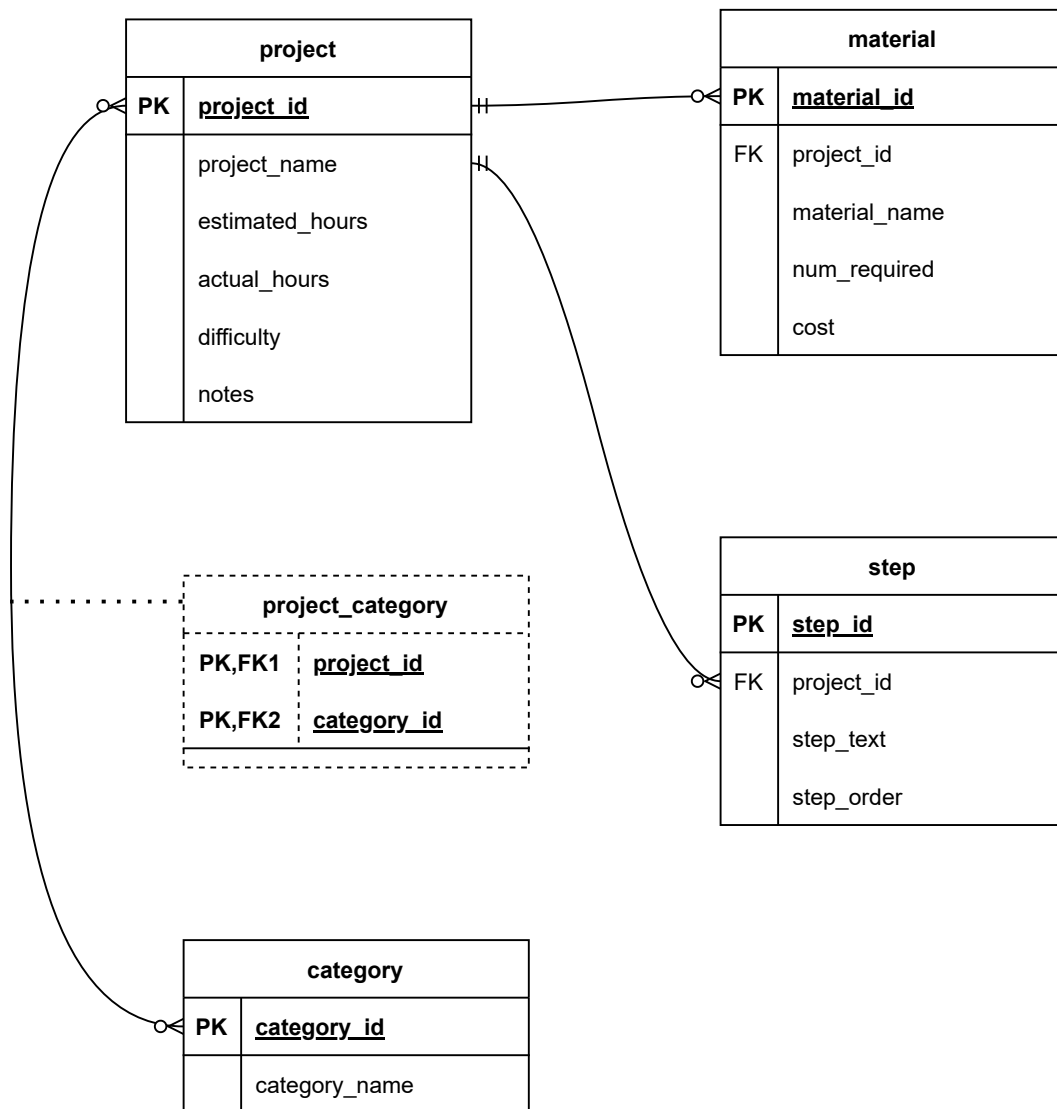 project
PK project_id
project_name
estimated_hours
actual_hours
difficulty
notes
material
PK material_id
FK project_id
material_name
num_required
cost
project_category
PK,FK1 project_id
PK,FK2 category_id
step
PK step_id
FK project_id
step_text
step_order
category
PK category_id
category_name